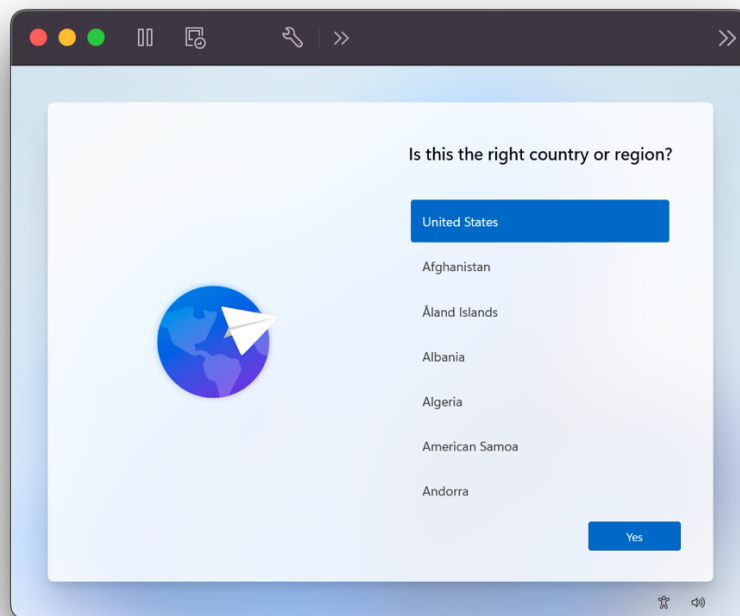 Is this the right country or region?
United States
Afghanistan
Åland Islands
Albania
Algeria
American Samoa
Andorra
Yes